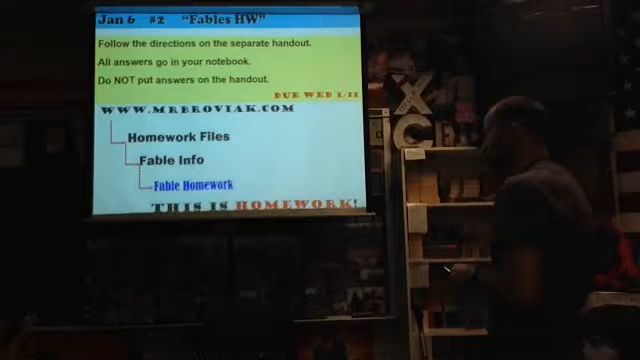 Jan 6 #2 "Fables HW"
Follow the directions on the separate handout.
All answers go in your notebook.
Do NOT put answers on the handout.
DUE WED 1/11
WWW.MRBROVIAK.COM
Homework Files
Fable Info
Fable Homework
THIS IS HOMEWORK!
X
C